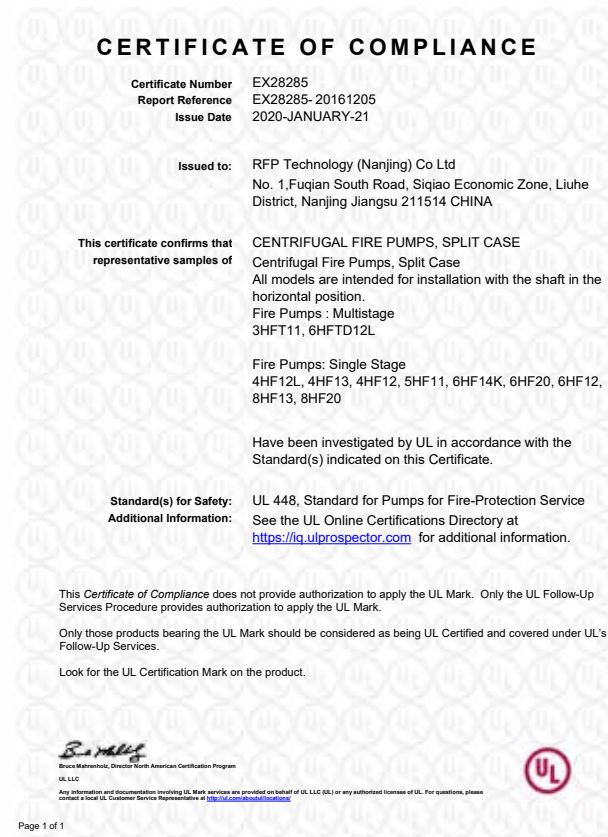 CERTIFICATE OF COMPLIANCE
Certificate Number EX28285
Report Reference EX28285- 20161205
Issue Date 2020-JANUARY-21
Issued to: RFP Technology (Nanjing) Co Ltd
No. 1,Fuqian South Road, Siqiao Economic Zone, Liuhe
District, Nanjing Jiangsu 211514 CHINA
This certificate confirms that CENTRIFUGAL FIRE PUMPS, SPLIT CASE
representative samples of Centrifugal Fire Pumps, Split Case
All models are intended for installation with the shaft in the
horizontal position.
Fire Pumps : Multistage
3HFT11, 6HFTD12L
Fire Pumps: Single Stage
4HF12L, 4HF13, 4HF12, 5HF11, 6HF14K, 6HF20, 6HF12,
8HF13, 8HF20
Have been investigated by UL in accordance with the
Standard(s) indicated on this Certificate.
Standard(s) for Safety: UL 448, Standard for Pumps for Fire-Protection Service
Additional Information: See the UL Online Certifications Directory at
https://iq.ulprospector.com for additional information.
This Certificate of Compliance does not provide authorization to apply the UL Mark. Only the UL Follow-Up
Services Procedure provides authorization to apply the UL Mark.
Only those products bearing the UL Mark should be considered as being UL Certified and covered under UL's
Follow-Up Services.
Look for the UL Certification Mark on the product.
Bruce Mahrenholz, Director North American Certification Program
UL LLC
Any information and documentation involving UL Mark services are provided on behalf of UL LLC (UL) or any authorized licensee of UL. For questions, please
contact a local UL Customer Service Representative at http://ul.com/aboutul/locations/
UL
Page 1 of 1